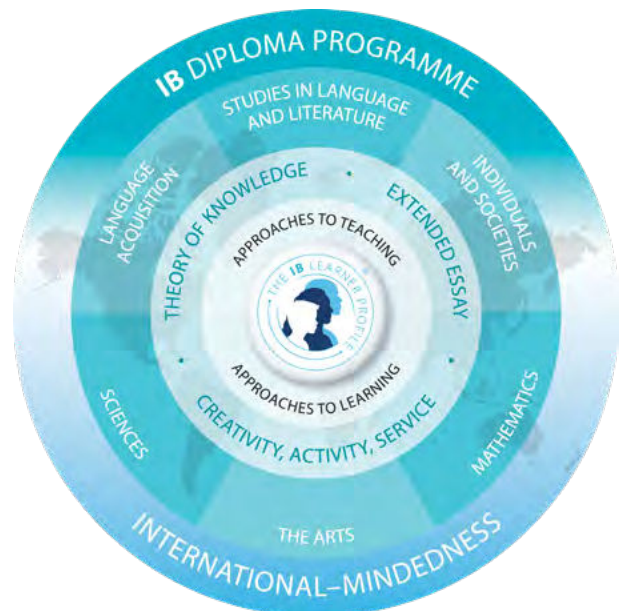 IB DIPLOMA PROGRAMME
STUDIES IN LANGUAGE
AND LITERATURE
LANGUAGE
ACQUISITION
INDIVIDUALS
AND SOCIETIES
THEORY OF KNOWLEDGE
•
EXTENDED ESSAY
•
APPROACHES TO TEACHING
THE IB LEARNER PROFILE
APPROACHES TO LEARNING
•
CREATIVITY, ACTIVITY, SERVICE
SCIENCES
MATHEMATICS
THE ARTS
INTERNATIONAL–MINDEDNESS